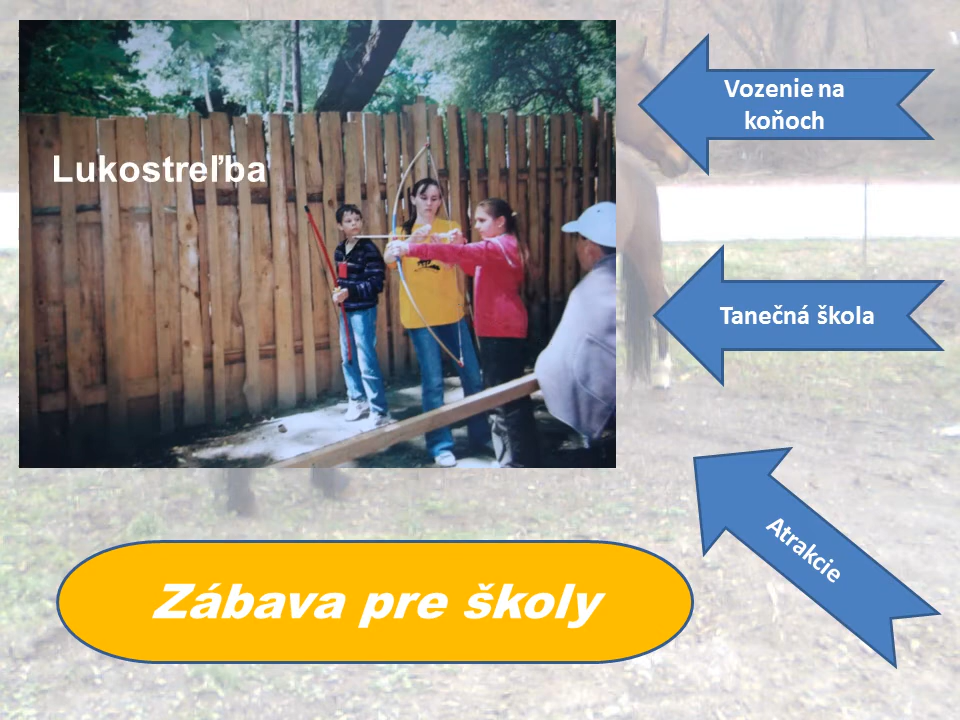 Lukostreľba
Vozenie na
koňoch
Tanečná škola
Atrakcie
Zábava pre školy